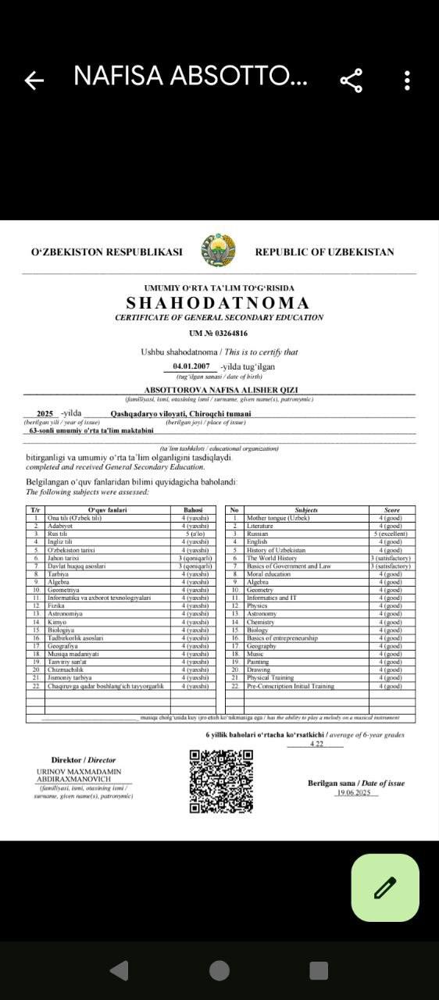 NAFISA ABSOTTO...
O‘ZBEKISTON RESPUBLIKASI REPUBLIC OF UZBEKISTAN
UMUMIY O‘RTA TA’LIM TO‘G‘RISIDA
SHAHODATNOMA
CERTIFICATE OF GENERAL SECONDARY EDUCATION
UM № 03264816
Ushbu shahodatnoma / This is to certify that
04.01.2007 -yilda tug‘ilgan
(tug‘ilgan sanasi / date of birth)
ABSOTTOROVA NAFISA ALISHER QIZI
(familiyasi, ismi, otasining ismi / surname, given name(s), patronymic)
2025 -yilda Qashqadaryo viloyati, Chiroqchi tumani
(berilgan yili / year of issue) (berilgan joyi / place of issue)
63-sonli umumiy o'rta ta'lim maktabini
(ta’lim tashkiloti / educational organization)
bitirganligi va umumiy o‘rta ta’lim olganligini tasdiqlaydi.
completed and received General Secondary Education.
Belgilangan o‘quv fanlaridan bilimi quyidagicha baholandi:
The following subjects were assessed:
T/r O‘quv fanlari Bahosi No Subjects Score
1. Ona tili (O'zbek tili) 4 (yaxshi) 1. Mother tongue (Uzbek) 4 (good)
2. Adabiyot 4 (yaxshi) 2. Literature 4 (good)
3. Rus tili 5 (a'lo) 3. Russian 5 (excellent)
4. Ingliz tili 4 (yaxshi) 4. English 4 (good)
5. O'zbekiston tarixi 4 (yaxshi) 5. History of Uzbekistan 4 (good)
6. Jahon tarixi 3 (qoniqarli) 6. The World History 3 (satisfactory)
7. Davlat huquq asoslari 3 (qoniqarli) 7. Basics of Government and Law 3 (satisfactory)
8. Tarbiya 4 (yaxshi) 8. Moral education 4 (good)
9. Algebra 4 (yaxshi) 9. Algebra 4 (good)
10. Geometriya 4 (yaxshi) 10. Geometry 4 (good)
11. Informatika va axborot texnologiyalari 4 (yaxshi) 11. Informatics and IT 4 (good)
12. Fizika 4 (yaxshi) 12. Physics 4 (good)
13. Astronomiya 4 (yaxshi) 13. Astronomy 4 (good)
14. Kimyo 4 (yaxshi) 14. Chemistry 4 (good)
15. Biologiya 4 (yaxshi) 15. Biology 4 (good)
16. Tadbirkorlik asoslari 4 (yaxshi) 16. Basics of entrepreneurship 4 (good)
17. Geografiya 4 (yaxshi) 17. Geography 4 (good)
18. Musiqa madaniyati 4 (yaxshi) 18. Music 4 (good)
19. Tasviriy san'at 4 (yaxshi) 19. Painting 4 (good)
20. Chizmachilik 4 (yaxshi) 20. Drawing 4 (good)
21. Jismoniy tarbiya 4 (yaxshi) 21. Physical Training 4 (good)
22. Chaqiruvga qadar boshlang'ich tayyorgarlik 4 (yaxshi) 22. Pre-Conscription Initial Training 4 (good)
musiqa cholg‘usida kuy ijro etish ko‘nikmasiga ega / has the ability to play a melody on a musical instrument
6 yillik baholari o‘rtacha ko‘rsatkichi / average of 6-year grades
4.22
Direktor / Director
URINOV MAXMADAMIN
ABDIRAXMANOVICH
(familiyasi, ismi, otasining ismi /
surname, given name(s), patronymic)
Berilgan sana / Date of issue
19.06.2025